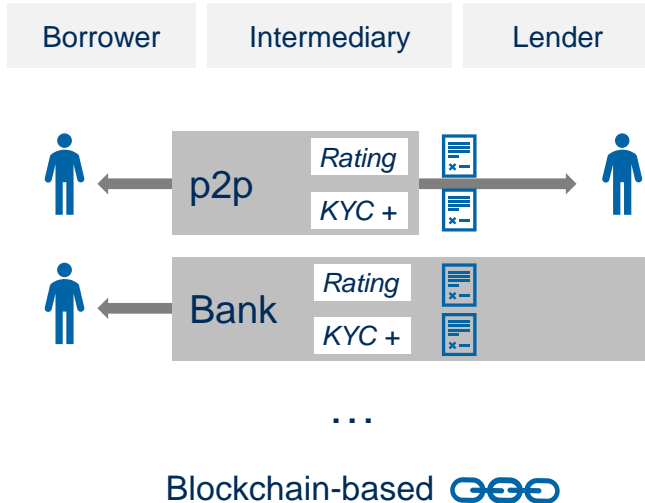 Borrower Intermediary Lender
Rating
p2p
KYC +
Rating
Bank
KYC +
...
Blockchain-based